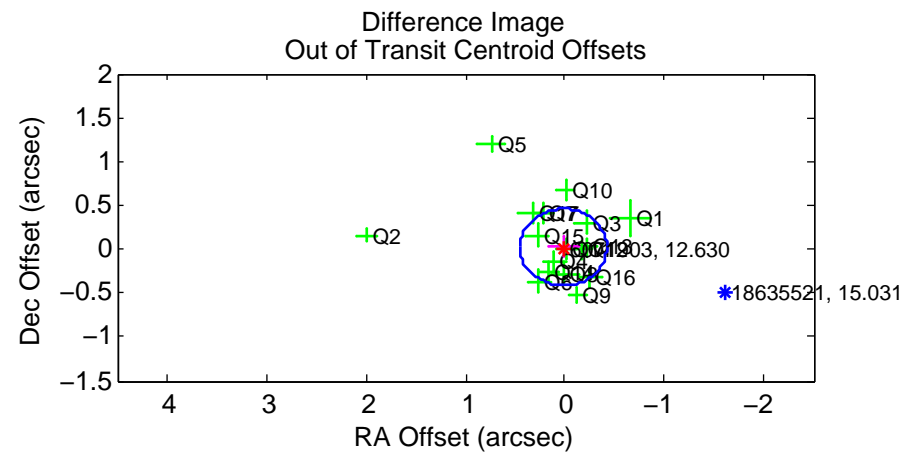 Difference Image
Out of Transit Centroid Offsets
Dec Offset (arcsec)
2
1.5
1
0.5
0
−0.5
−1
−1.5
Q5
Q10
Q1
Q3
Q2
Q15
18635521, 15.031
Q16
Q9
4
3
2
1
0
−1
−2
RA Offset (arcsec)